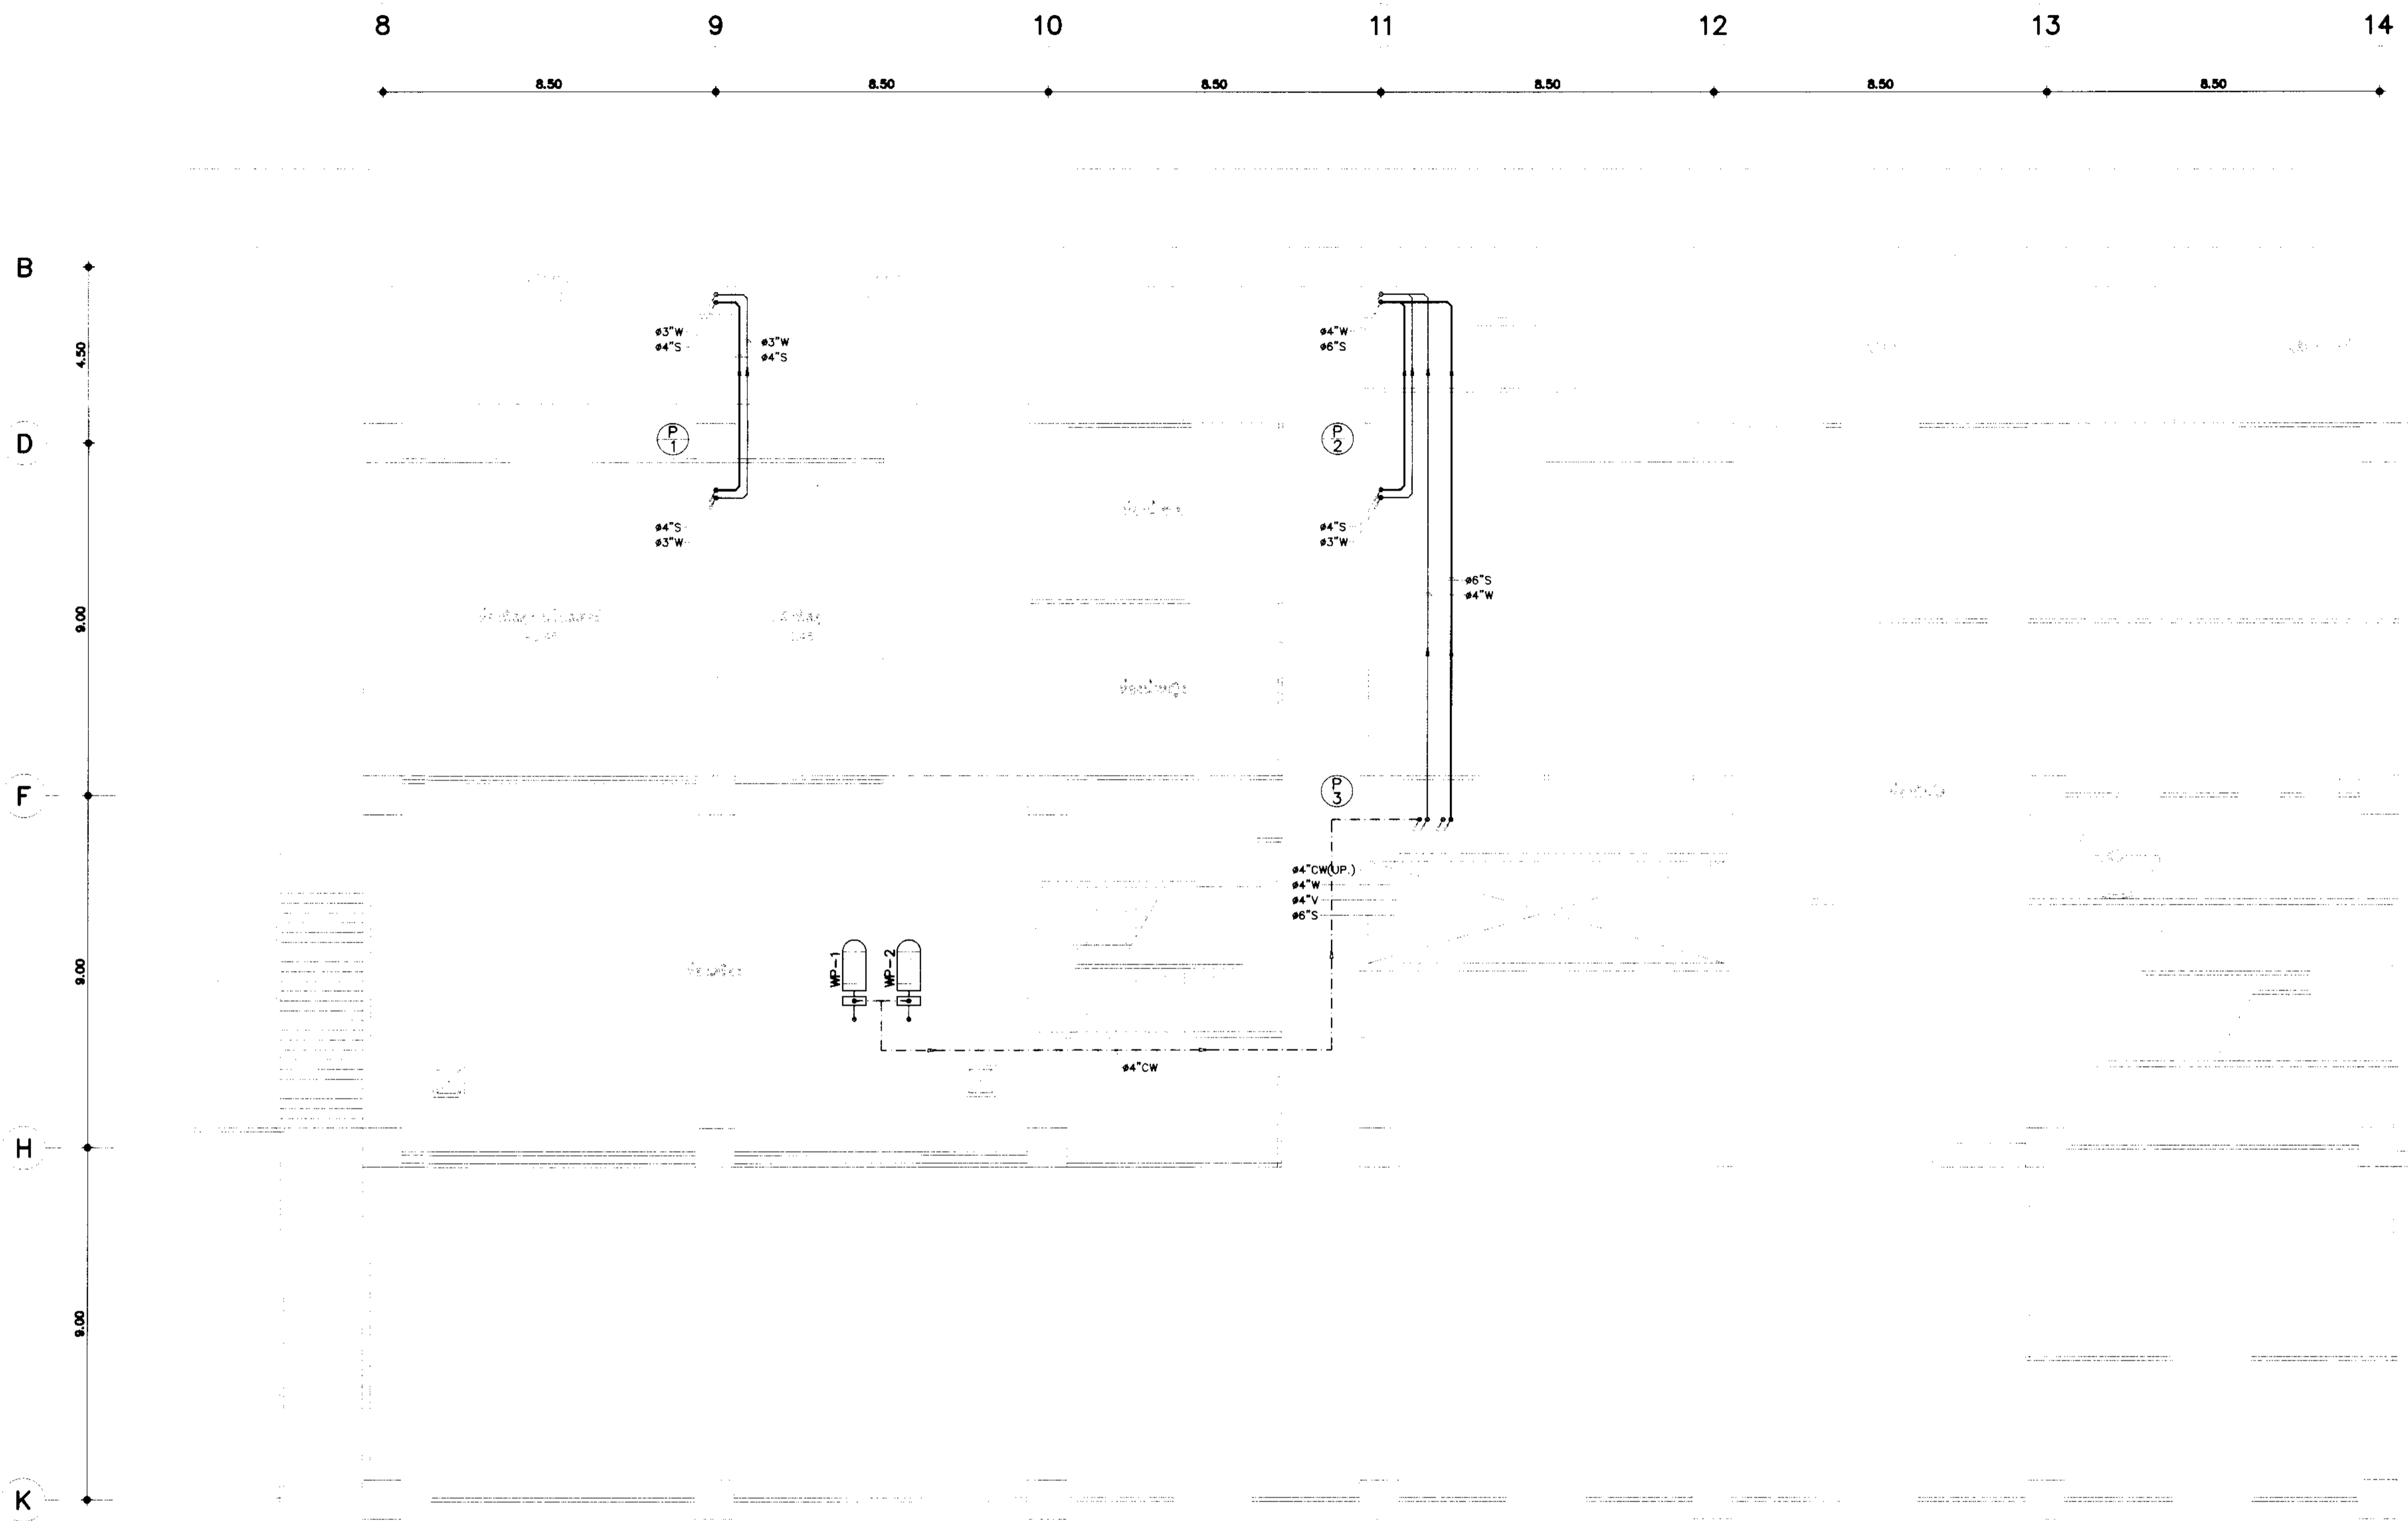 8 9 10 11 12 13 14
8.50 8.50 8.50 8.50 8.50 8.50
B
4.50
D
9.00
F
9.00
H
9.00
K
ø3"W
ø4"S
ø3"W
ø4"S
P
1
ø4"S
ø3"W
ø4"W
ø6"S
P
2
ø4"S
ø3"W
ø6"S
ø4"W
P
3
ø4"CW(UP.)
ø4"W
ø4"V
ø6"S
WP-1
WP-2
ø4"CW